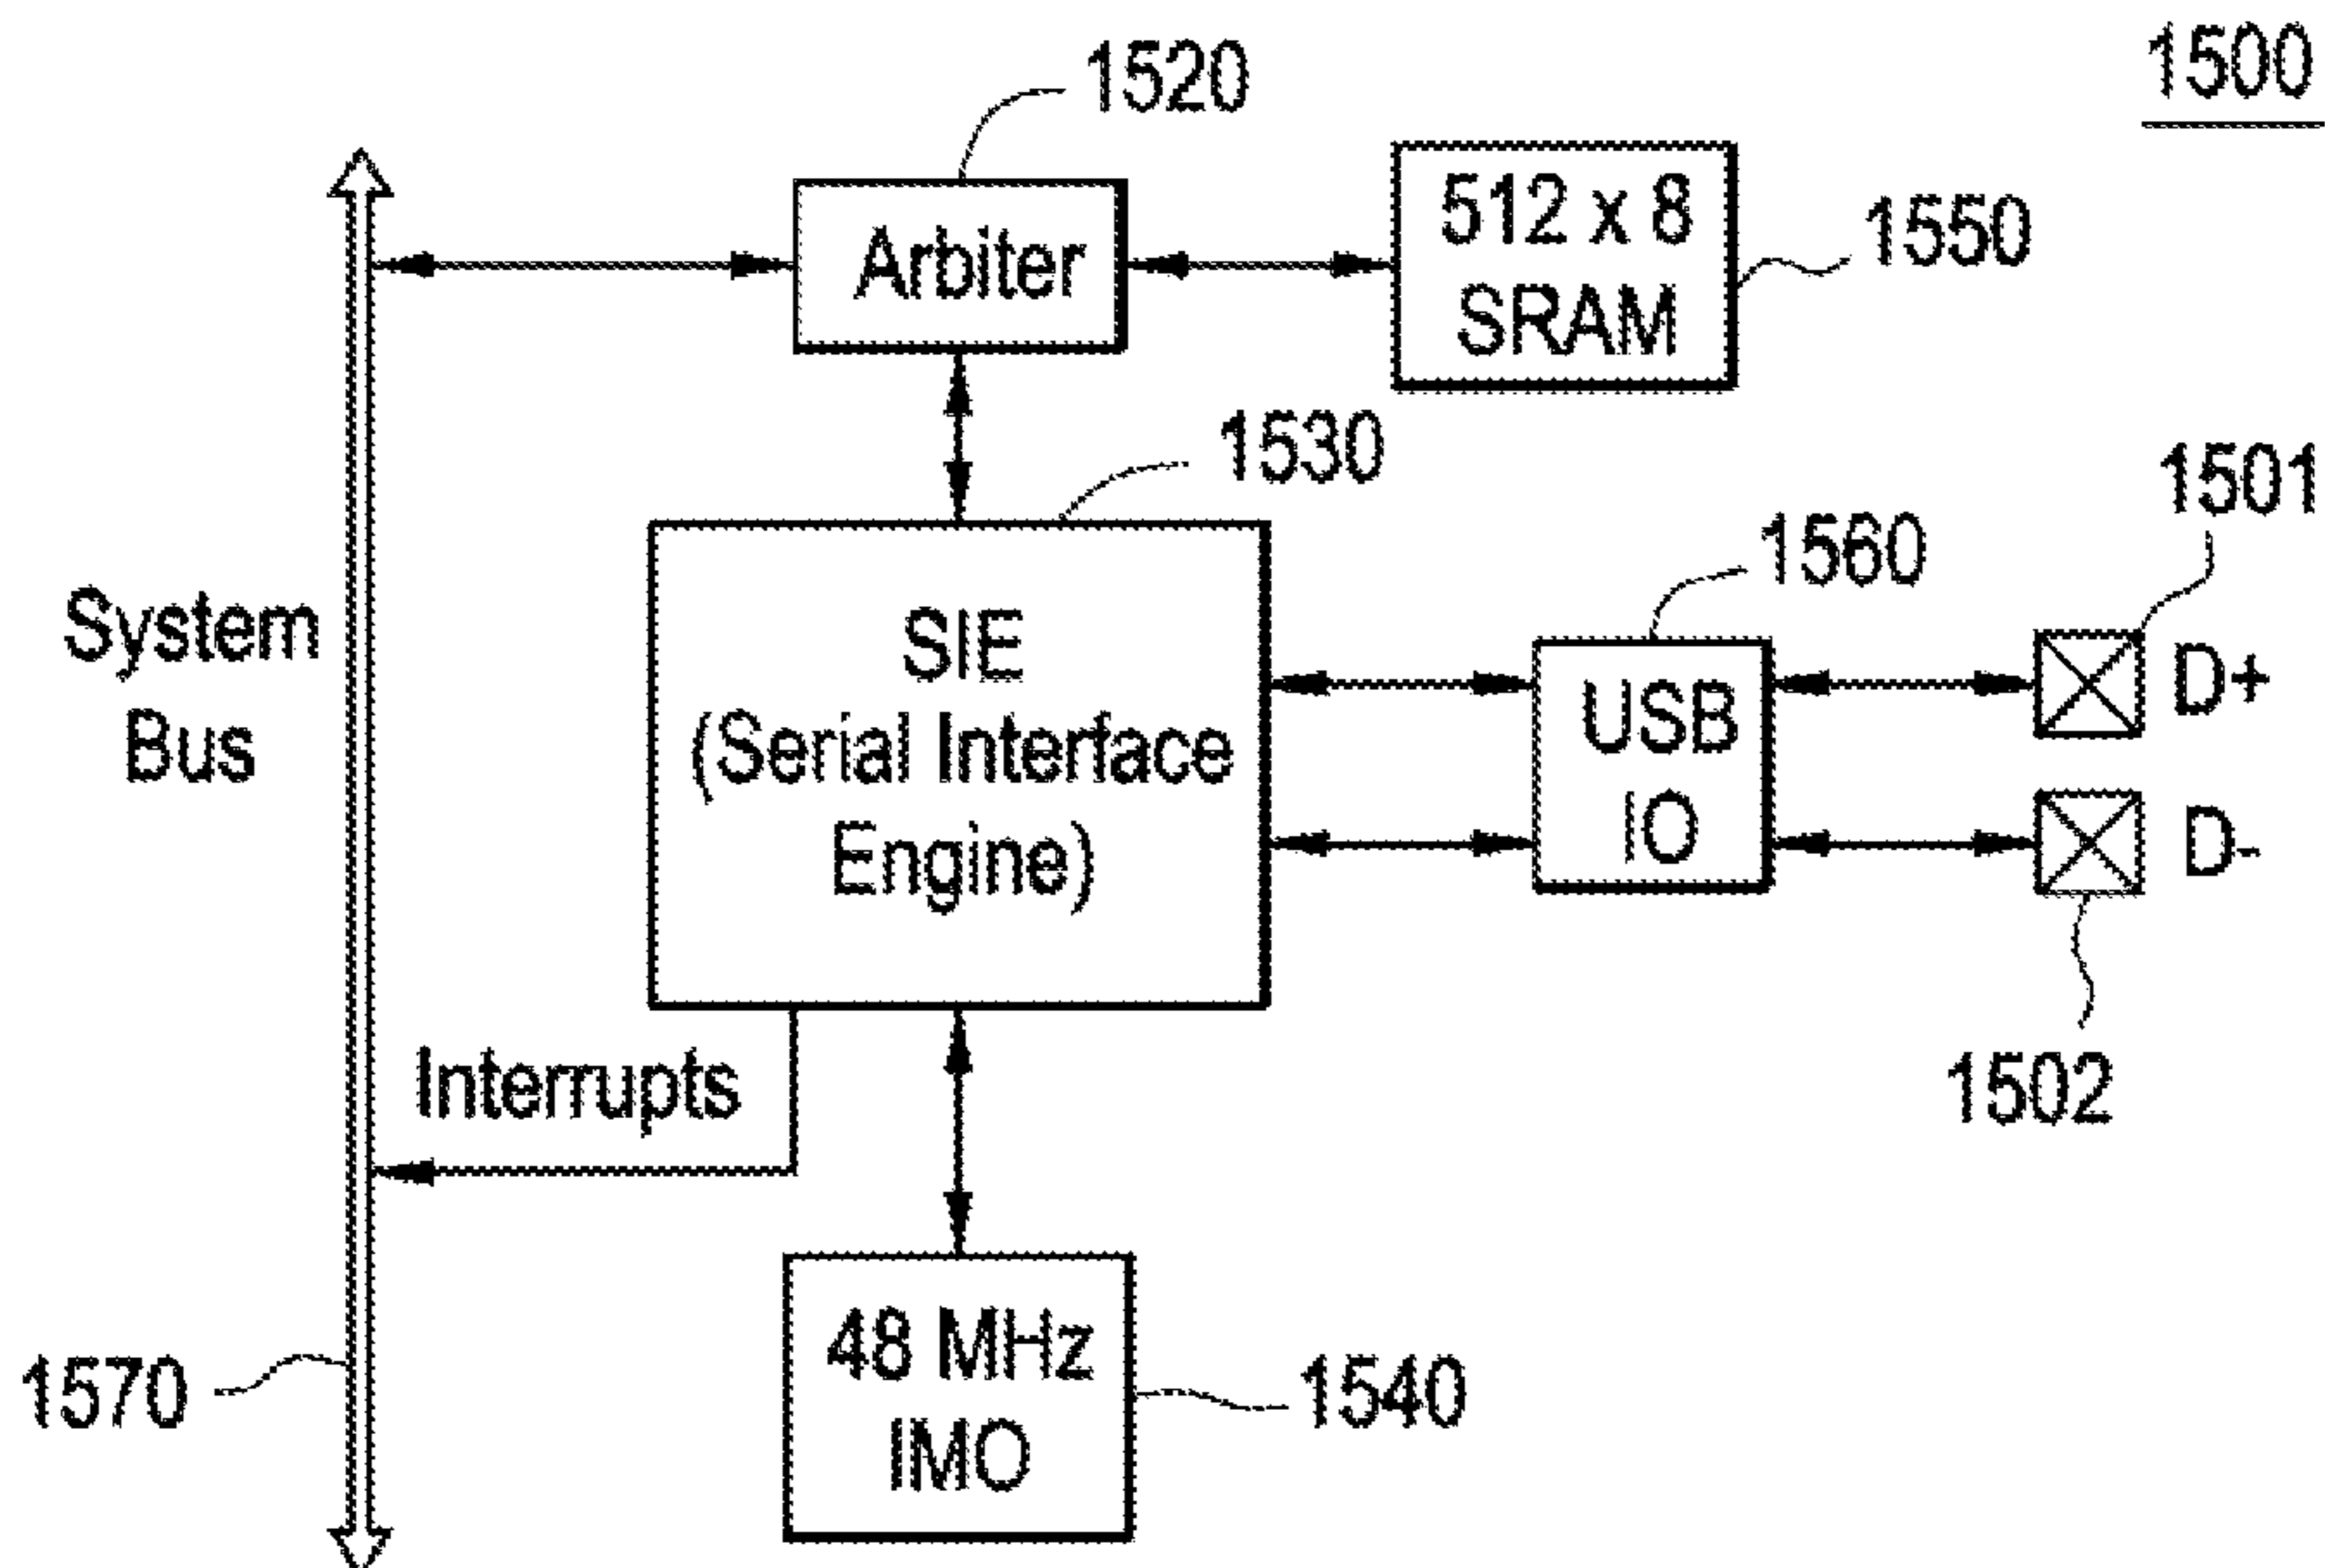 1500
1520
Arbiter
512 x 8
SRAM
1550
1530
1501
1560
System
Bus
SIE
(Serial Interface
Engine)
USB
IO
D+
D-
Interrupts
1502
48 MHz
IMO
1570
1540